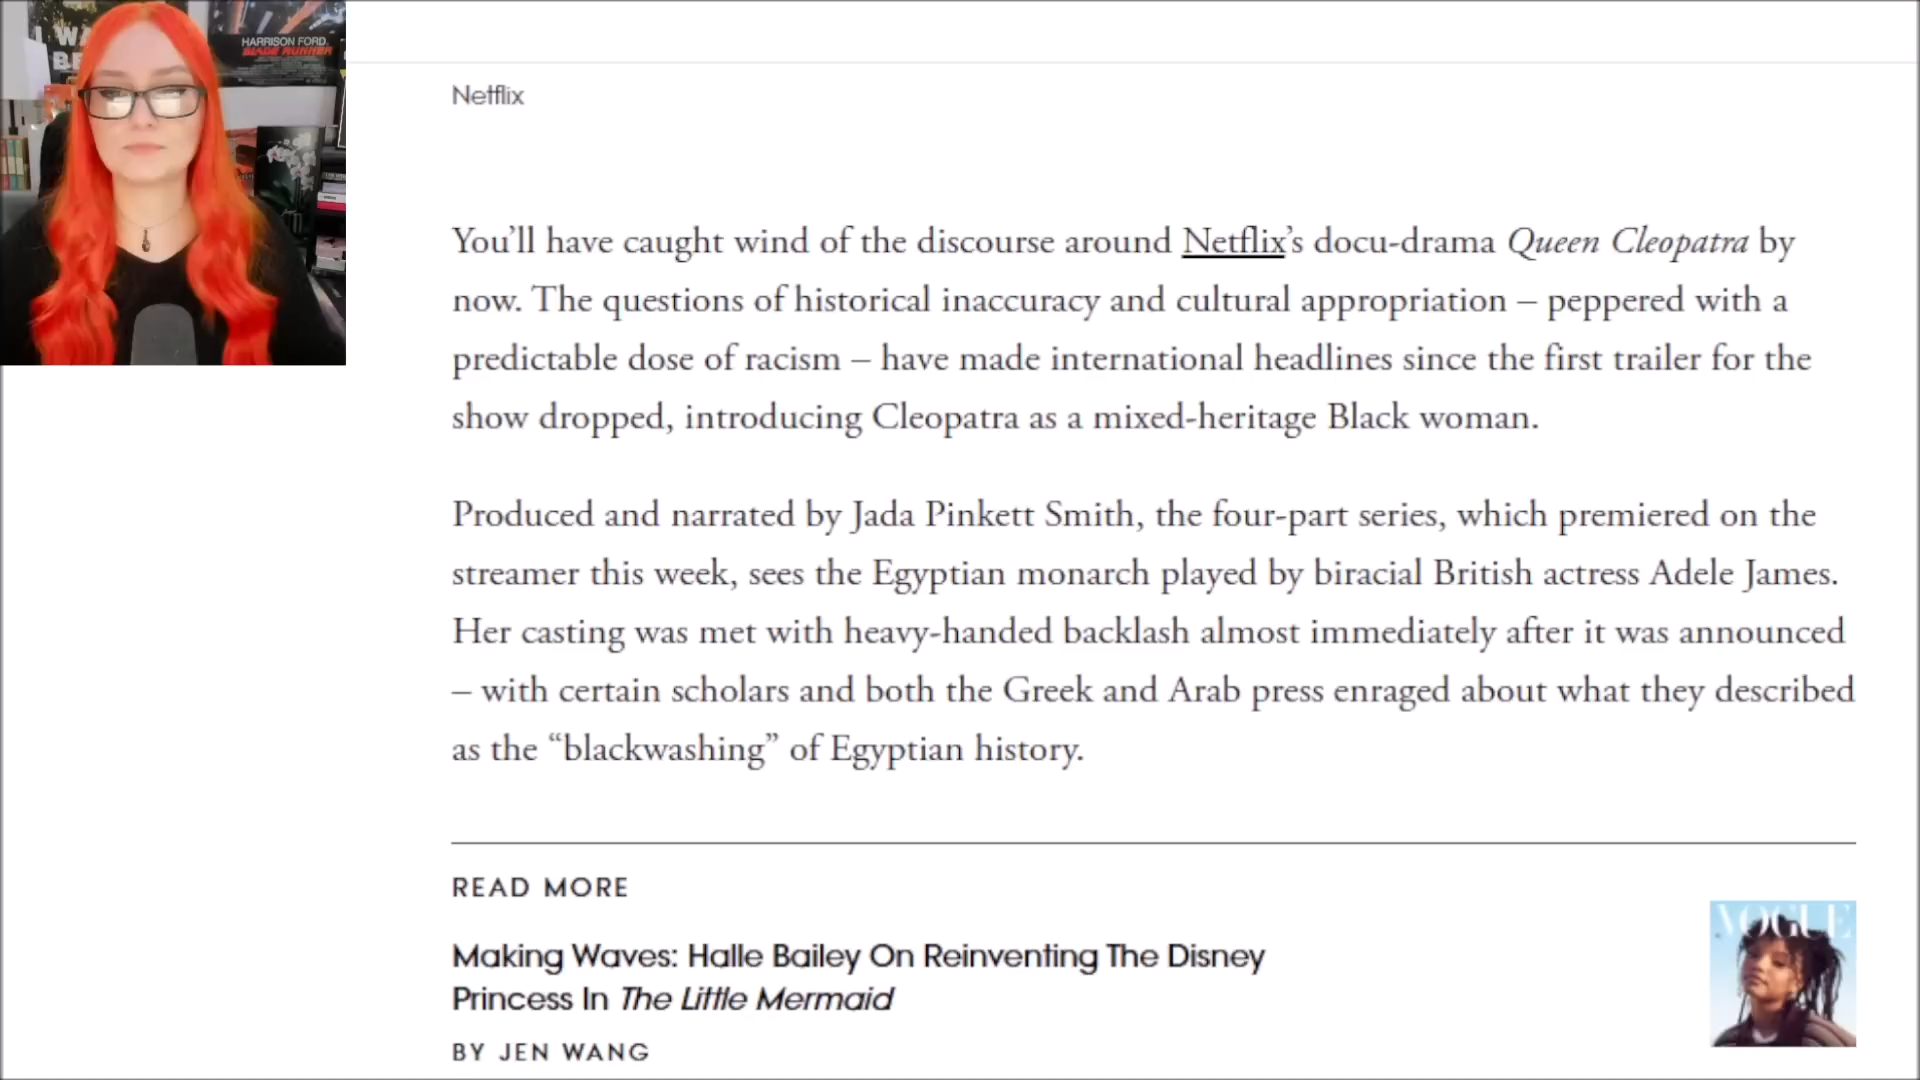 I WA
BE
HARRISON FORD
BLADE RUNNER
Netflix
You’ll have caught wind of the discourse around Netflix’s docu-drama Queen Cleopatra by
now. The questions of historical inaccuracy and cultural appropriation – peppered with a
predictable dose of racism – have made international headlines since the first trailer for the
show dropped, introducing Cleopatra as a mixed-heritage Black woman.
Produced and narrated by Jada Pinkett Smith, the four-part series, which premiered on the
streamer this week, sees the Egyptian monarch played by biracial British actress Adele James.
Her casting was met with heavy-handed backlash almost immediately after it was announced
– with certain scholars and both the Greek and Arab press enraged about what they described
as the “blackwashing” of Egyptian history.
READ MORE
VOGUE
Making Waves: Halle Bailey On Reinventing The Disney
Princess In The Little Mermaid
BY JEN WANG